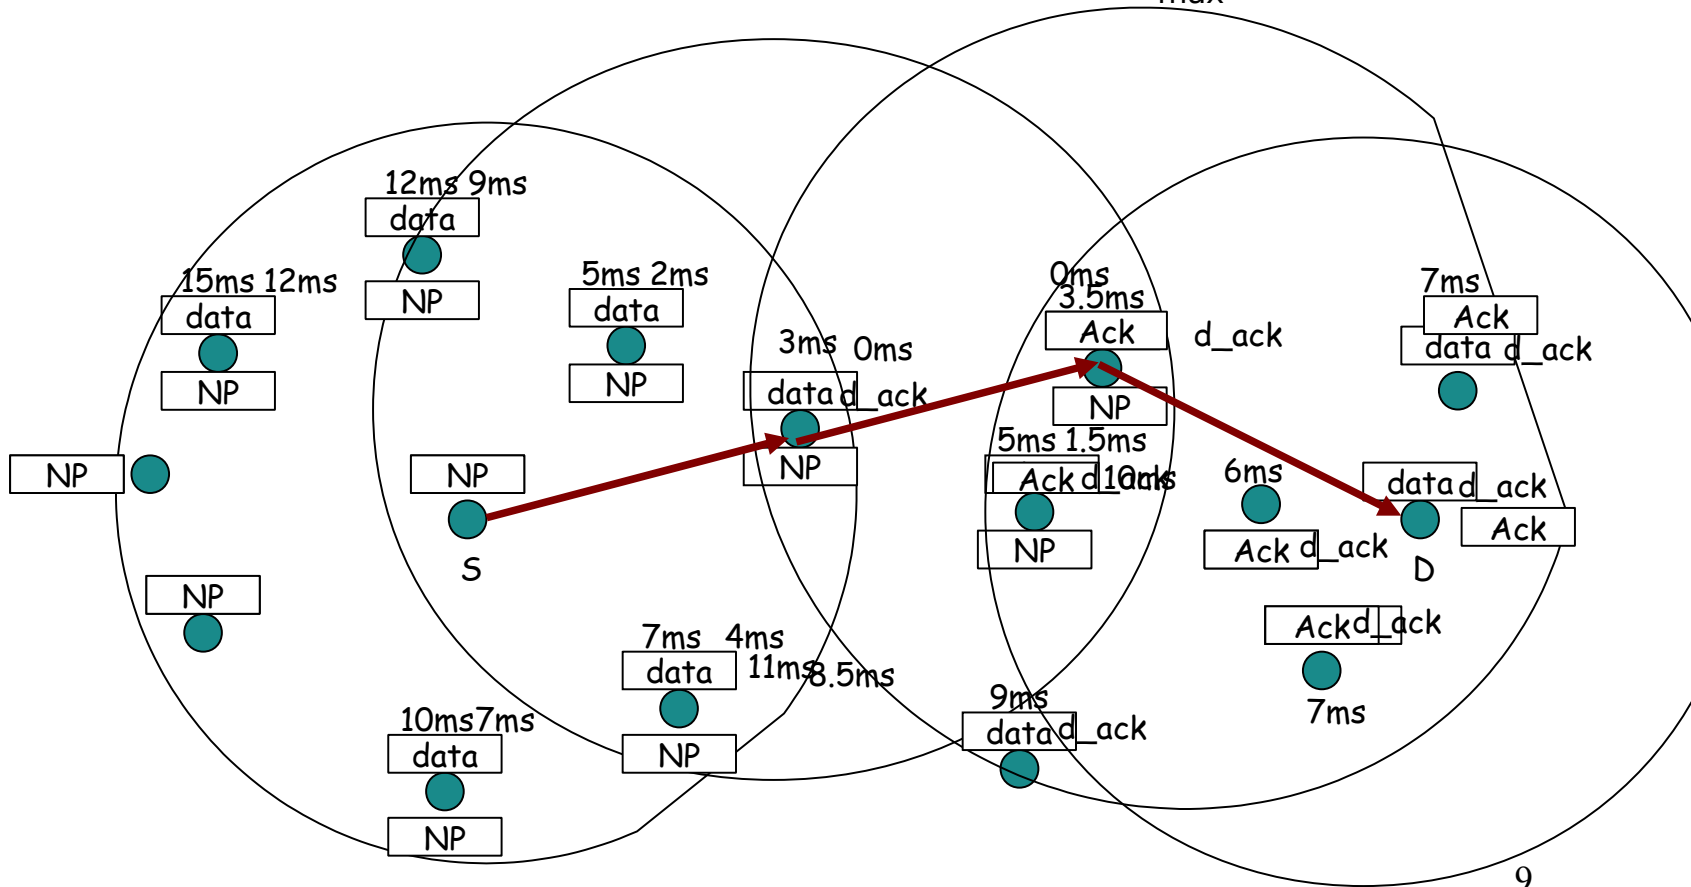 max
12ms 9ms
data
NP
15ms 12ms
data
NP
5ms 2ms
data
NP
3ms 0ms
data d_ack
NP
0ms
3.5ms
Ack d_ack
NP
7ms
Ack
data d_ack
5ms 1.5ms
Ack d_ack 10ms
NP
6ms
Ack d_ack
data d_ack
Ack
D
NP
NP
S
NP
Ack d_ack
7ms
7ms 4ms
data 11ms 8.5ms
NP
9ms
data d_ack
10ms 7ms
data
NP
9